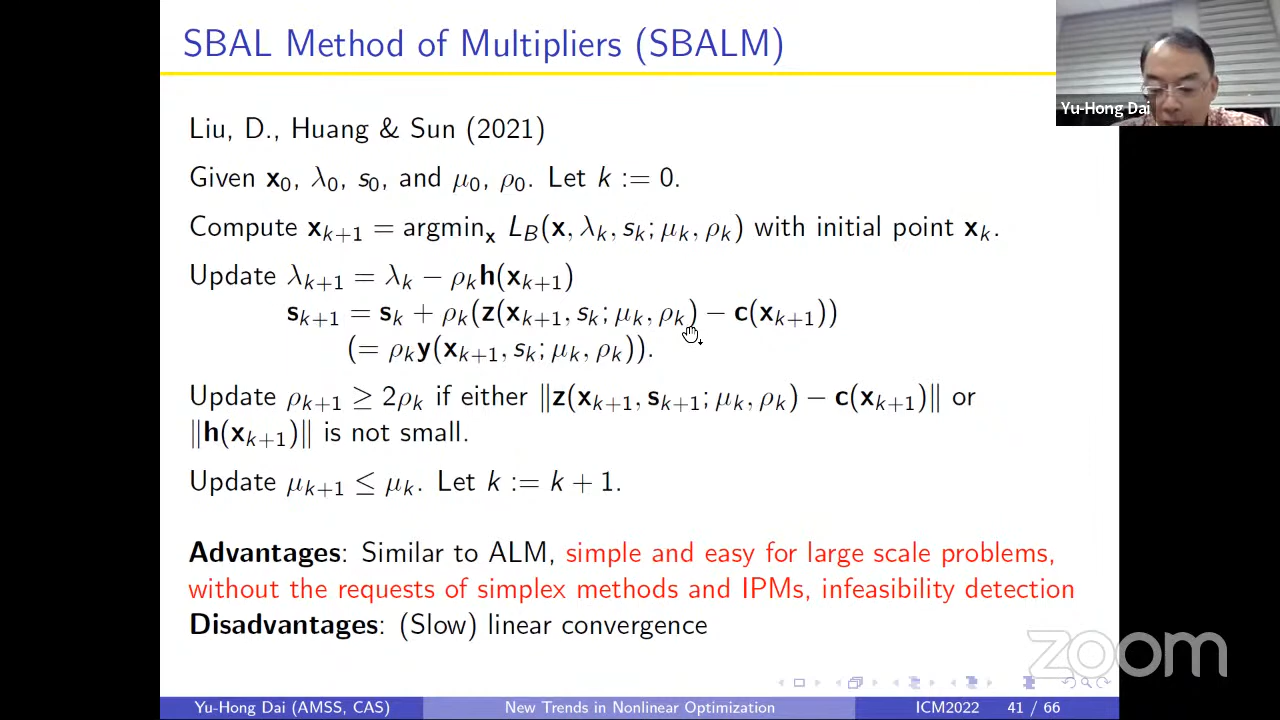 SBAL Method of Multipliers (SBALM)
Yu-Hong Dai
Liu, D., Huang & Sun (2021)
Given x₀, λ₀, s₀, and μ₀, ρ₀. Let k := 0.
Compute xₖ₊₁ = argminₓ L_B(x, λₖ, sₖ; μₖ, ρₖ) with initial point xₖ.
Update λₖ₊₁ = λₖ − ρₖh(xₖ₊₁)
sₖ₊₁ = sₖ + ρₖ(z(xₖ₊₁, sₖ; μₖ, ρₖ) − c(xₖ₊₁))
(= ρₖy(xₖ₊₁, sₖ; μₖ, ρₖ)).
Update ρₖ₊₁ ≥ 2ρₖ if either ‖z(xₖ₊₁, sₖ₊₁; μₖ, ρₖ) − c(xₖ₊₁)‖ or
‖h(xₖ₊₁)‖ is not small.
Update μₖ₊₁ ≤ μₖ. Let k := k + 1.
Advantages: Similar to ALM, simple and easy for large scale problems,
without the requests of simplex methods and IPMs, infeasibility detection
Disadvantages: (Slow) linear convergence
zoom
Yu-Hong Dai (AMSS, CAS) New Trends in Nonlinear Optimization ICM2022 41 / 66